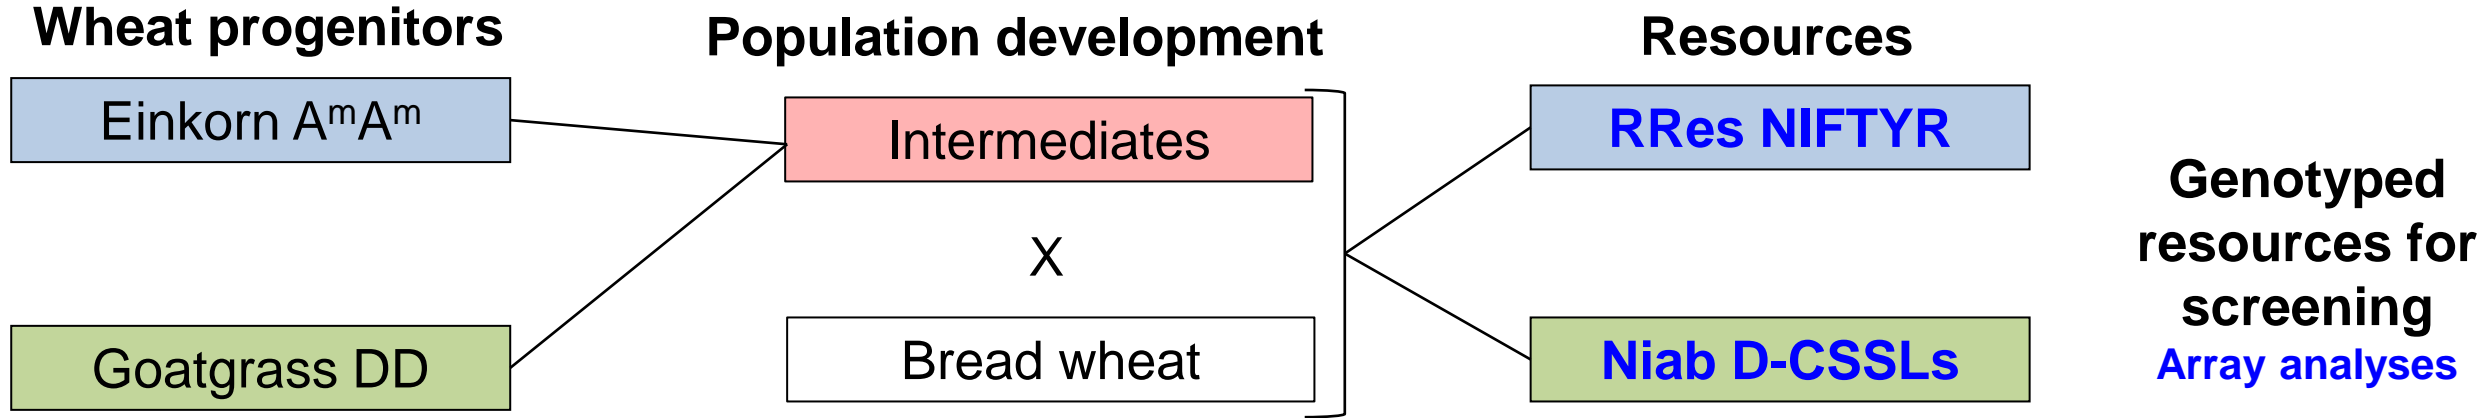 Wheat progenitors
Einkorn AᵐAᵐ
Goatgrass DD
Population development
Intermediates
X
Bread wheat
Resources
RRes NIFTYR
Niab D-CSSLs
Genotyped
resources for
screening
Array analyses